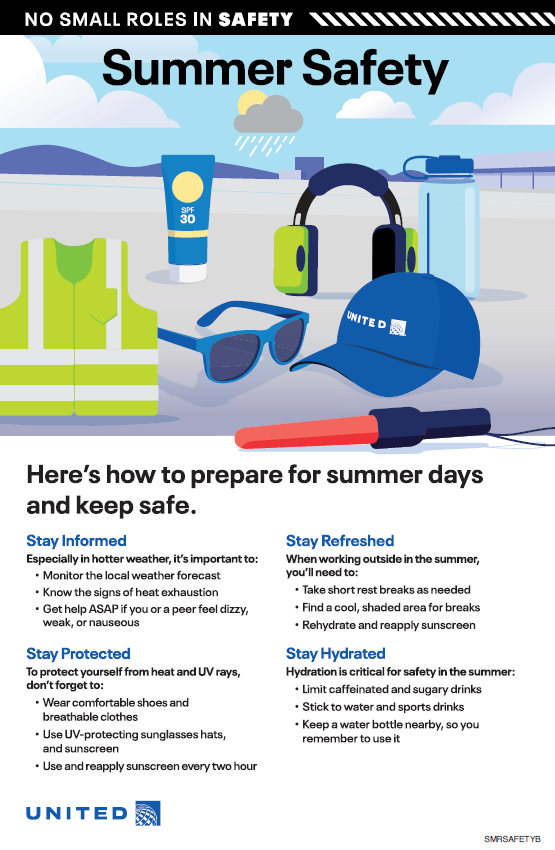 NO SMALL ROLES IN SAFETY
Summer Safety
SPF
30
UNITED
Here's how to prepare for summer days
and keep safe.
Stay Informed
Especially in hotter weather, it's important to:
• Monitor the local weather forecast
• Know the signs of heat exhaustion
• Get help ASAP if you or a peer feel dizzy,
weak, or nauseous
Stay Protected
To protect yourself from heat and UV rays,
don't forget to:
• Wear comfortable shoes and
breathable clothes
• Use UV-protecting sunglasses hats,
and sunscreen
• Use and reapply sunscreen every two hour
Stay Refreshed
When working outside in the summer,
you'll need to:
• Take short rest breaks as needed
• Find a cool, shaded area for breaks
• Rehydrate and reapply sunscreen
Stay Hydrated
Hydration is critical for safety in the summer:
• Limit caffeinated and sugary drinks
• Stick to water and sports drinks
• Keep a water bottle nearby, so you
remember to use it
UNITED
SMRSAFETYB